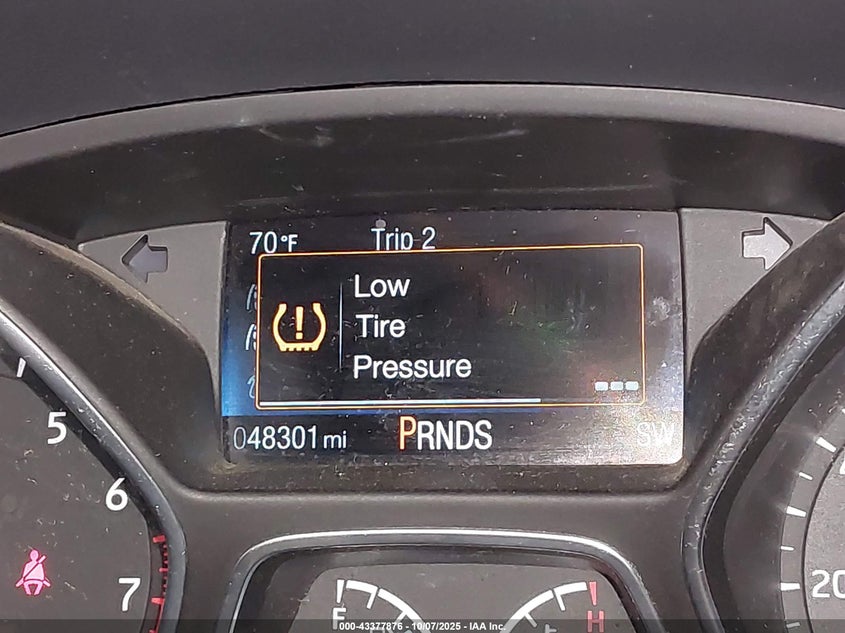 70°F Trip 2
Low
Tire
Pressure
048301 mi PRNDS SW
5
6
7
20
F H
000-43377876 - 10/07/2025 - IAA Inc.